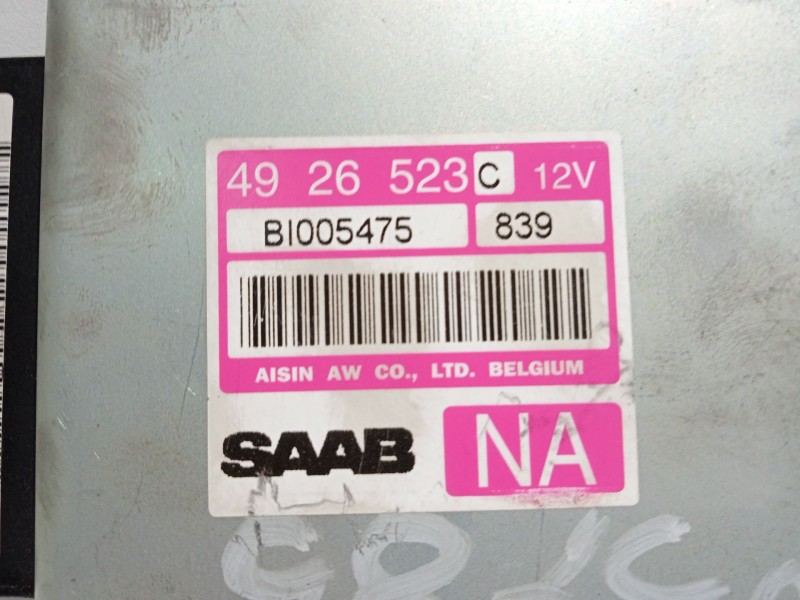 49 26 523 C 12V
BI005475 839
AISIN AW CO., LTD. BELGIUM
SAAB NA